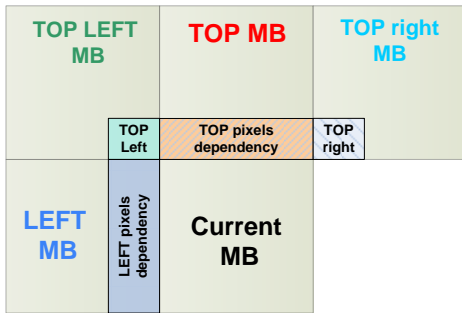 TOP LEFT
MB
TOP MB
TOP right
MB
TOP
Left
TOP pixels
dependency
TOP
right
LEFT
MB
LEFT pixels
dependency
Current
MB